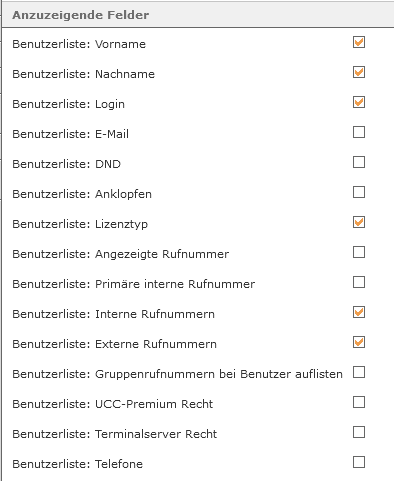 Anzuzeigende Felder
Benutzerliste: Vorname
Benutzerliste: Nachname
Benutzerliste: Login
Benutzerliste: E-Mail
Benutzerliste: DND
Benutzerliste: Anklopfen
Benutzerliste: Lizenztyp
Benutzerliste: Angezeigte Rufnummer
Benutzerliste: Primäre interne Rufnummer
Benutzerliste: Interne Rufnummern
Benutzerliste: Externe Rufnummern
Benutzerliste: Gruppenrufnummern bei Benutzer auflisten
Benutzerliste: UCC-Premium Recht
Benutzerliste: Terminalserver Recht
Benutzerliste: Telefone